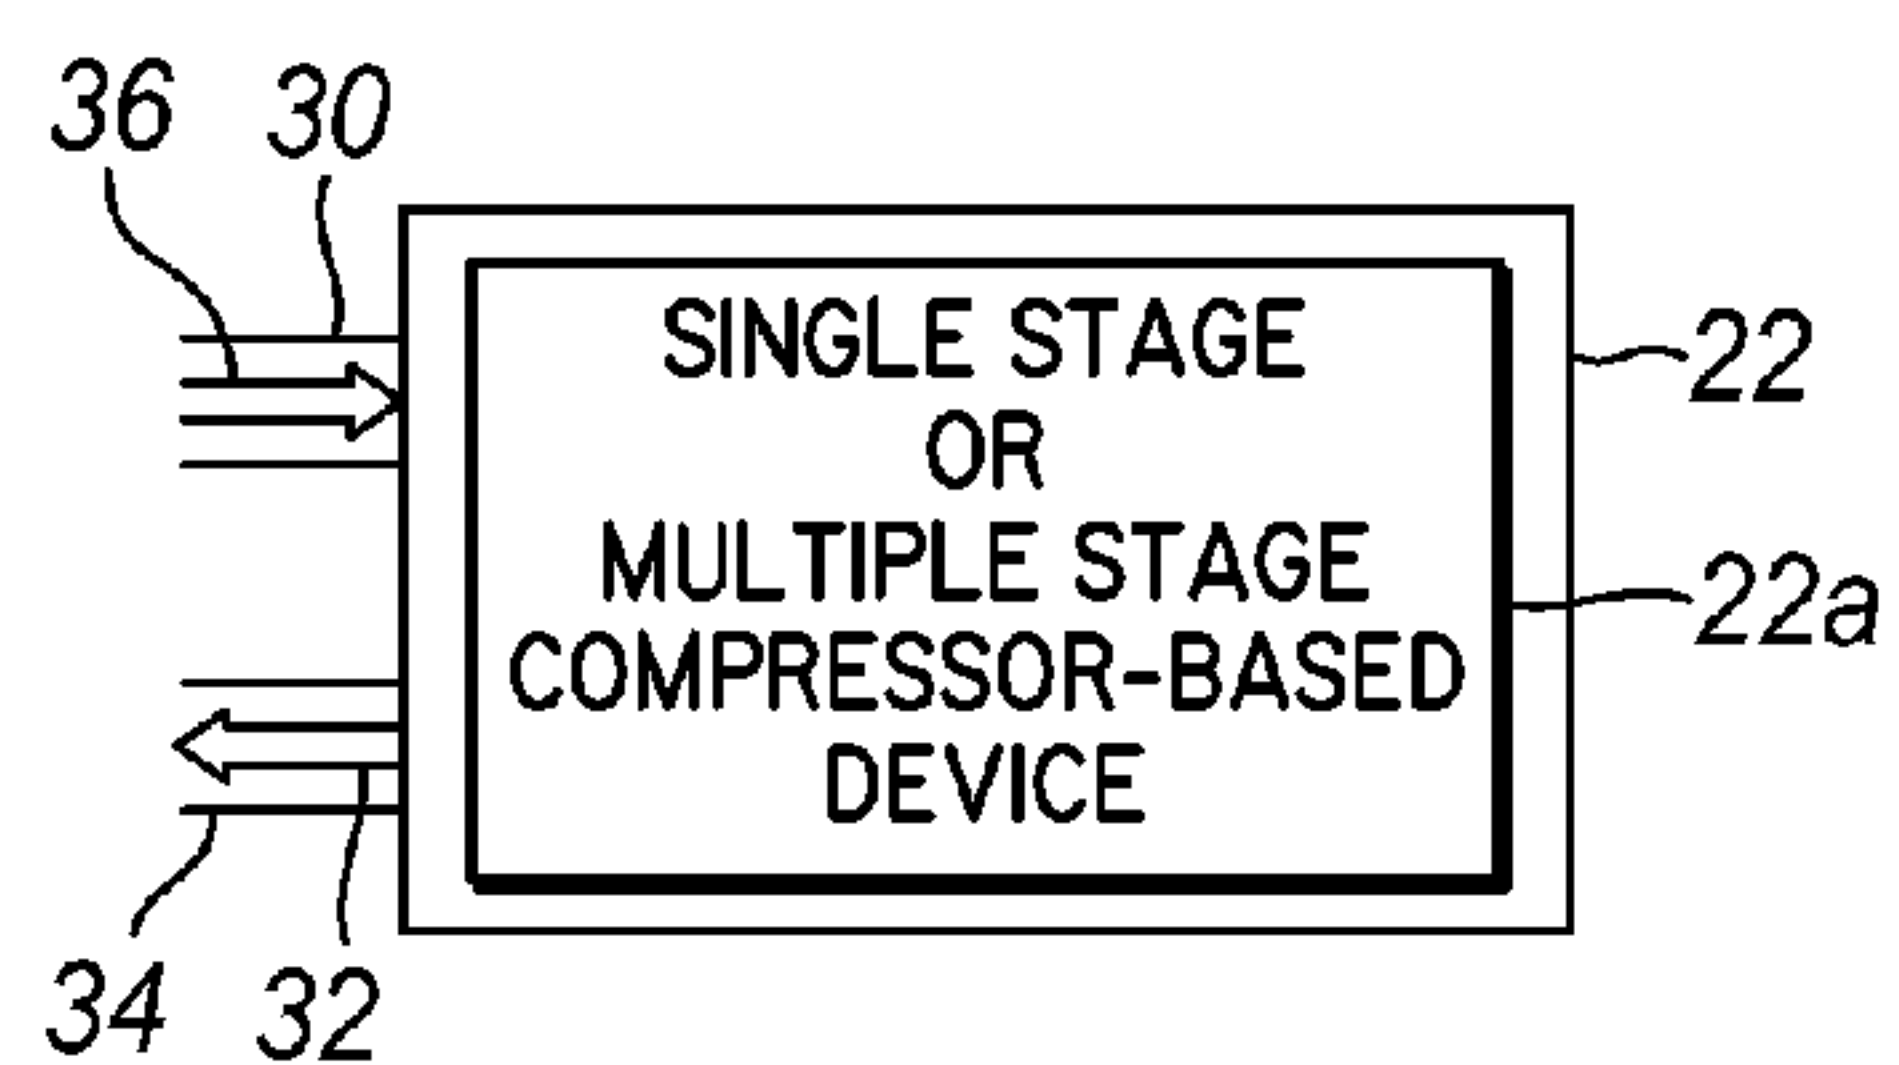 36 30
SINGLE STAGE
OR
MULTIPLE STAGE
COMPRESSOR-BASED
DEVICE
22
22a
34 32